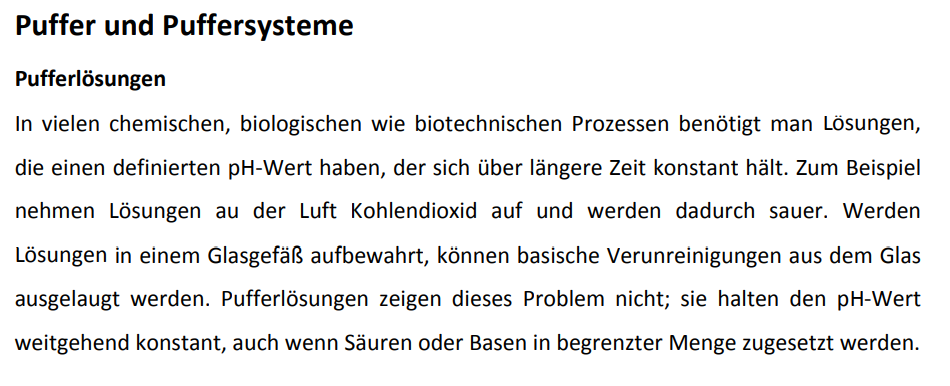 Puffer und Puffersysteme
Pufferlösungen
In vielen chemischen, biologischen wie biotechnischen Prozessen benötigt man Lösungen,
die einen definierten pH-Wert haben, der sich über längere Zeit konstant hält. Zum Beispiel
nehmen Lösungen au der Luft Kohlendioxid auf und werden dadurch sauer. Werden
Lösungen in einem Glasgefäß aufbewahrt, können basische Verunreinigungen aus dem Glas
ausgelaugt werden. Pufferlösungen zeigen dieses Problem nicht; sie halten den pH-Wert
weitgehend konstant, auch wenn Säuren oder Basen in begrenzter Menge zugesetzt werden.